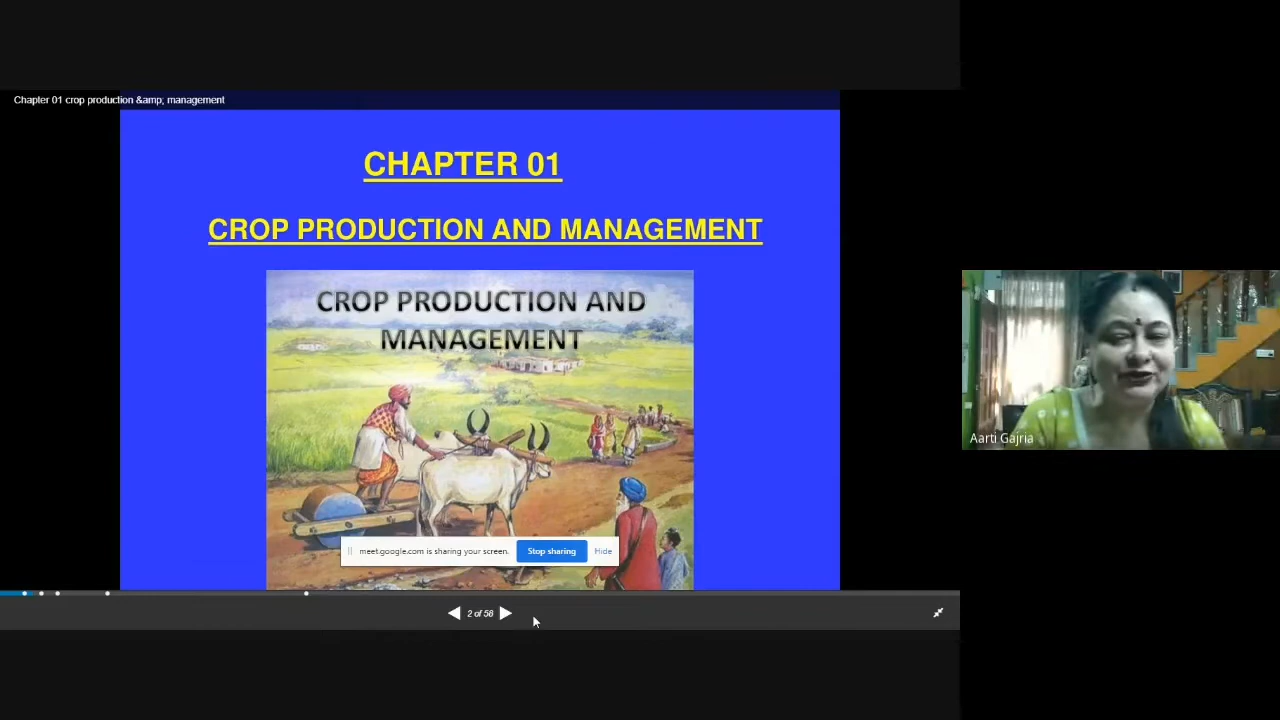 Chapter 01 crop production &amp; management
CHAPTER 01
CROP PRODUCTION AND MANAGEMENT
CROP PRODUCTION AND
MANAGEMENT
meet.google.com is sharing your screen. Stop sharing Hide
2 of 58
Aarti Gajria